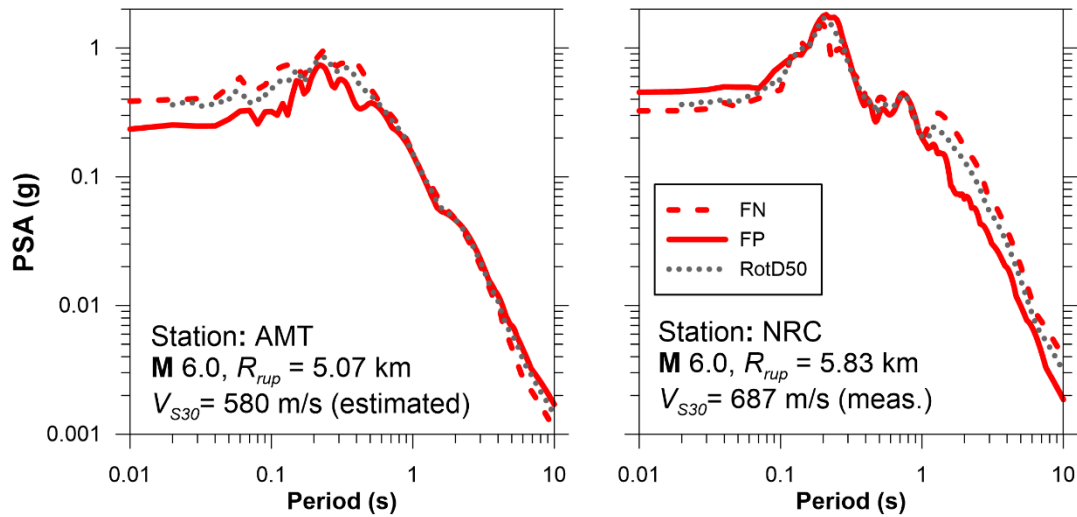 PSA (g)
1
0.1
0.01
0.001
Station: AMT
M 6.0, Rrup = 5.07 km
VS30= 580 m/s (estimated)
0.01 0.1 1 10
Period (s)
FN
FP
RotD50
Station: NRC
M 6.0, Rrup = 5.83 km
VS30= 687 m/s (meas.)
0.01 0.1 1 10
Period (s)